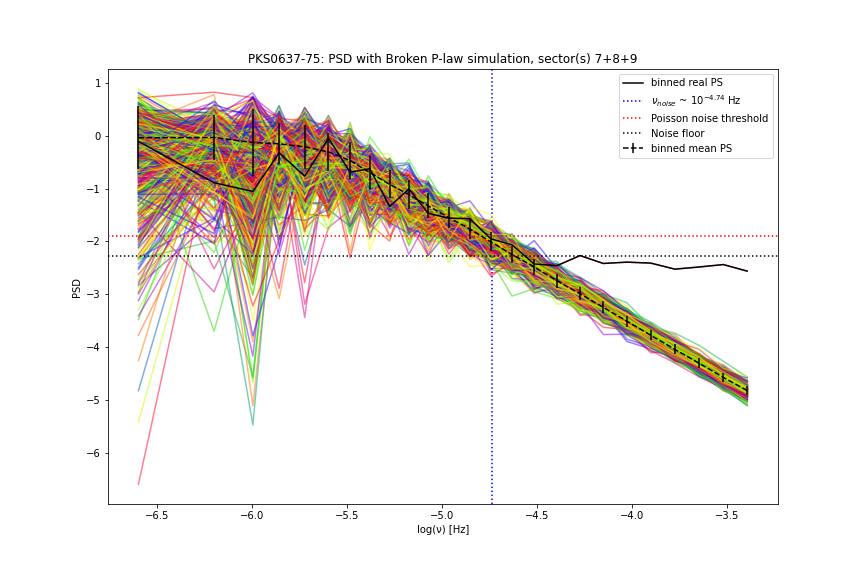 PKS0637-75: PSD with Broken P-law simulation, sector(s) 7+8+9
binned real PS
ν_noise ~ 10^−4.74 Hz
Poisson noise threshold
Noise floor
binned mean PS
PSD
1
0
−1
−2
−3
−4
−5
−6
−6.5 −6.0 −5.5 −5.0 −4.5 −4.0 −3.5
log(ν) [Hz]